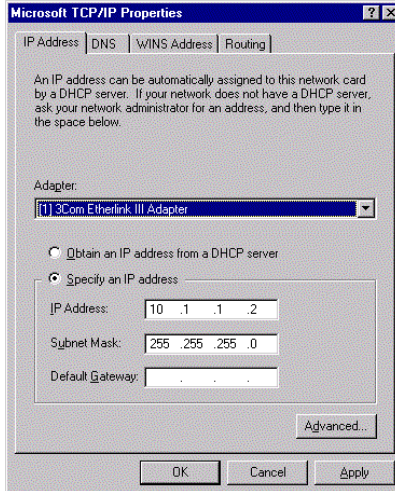 Microsoft TCP/IP Properties
IP Address DNS WINS Address Routing
An IP address can be automatically assigned to this network card
by a DHCP server. If your network does not have a DHCP server,
ask your network administrator for an address, and then type it in
the space below.
Adapter:
[1] 3Com Etherlink III Adapter
Obtain an IP address from a DHCP server
Specify an IP address
IP Address: 10 .1 .1 .2
Subnet Mask: 255 .255 .255 .0
Default Gateway: . . .
Advanced...
OK Cancel Apply